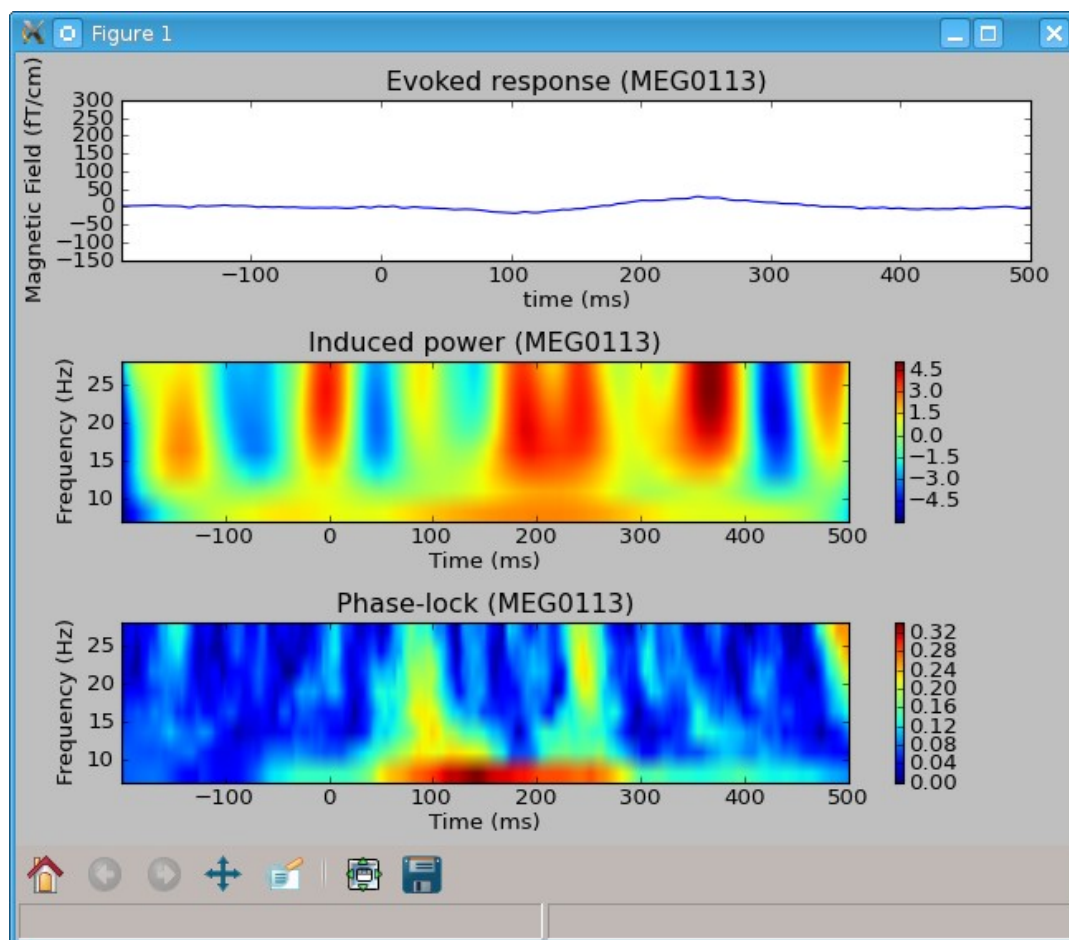 Figure 1
Evoked response (MEG0113)
Magnetic Field (fT/cm)
300
250
200
150
100
50
0
−50
−100
−150
−100 0 100 200 300 400 500
time (ms)
Induced power (MEG0113)
Frequency (Hz)
25
20
15
10
−100 0 100 200 300 400 500
Time (ms)
4.5
3.0
1.5
0.0
−1.5
−3.0
−4.5
Phase-lock (MEG0113)
Frequency (Hz)
25
20
15
10
−100 0 100 200 300 400 500
Time (ms)
0.32
0.28
0.24
0.20
0.16
0.12
0.08
0.04
0.00